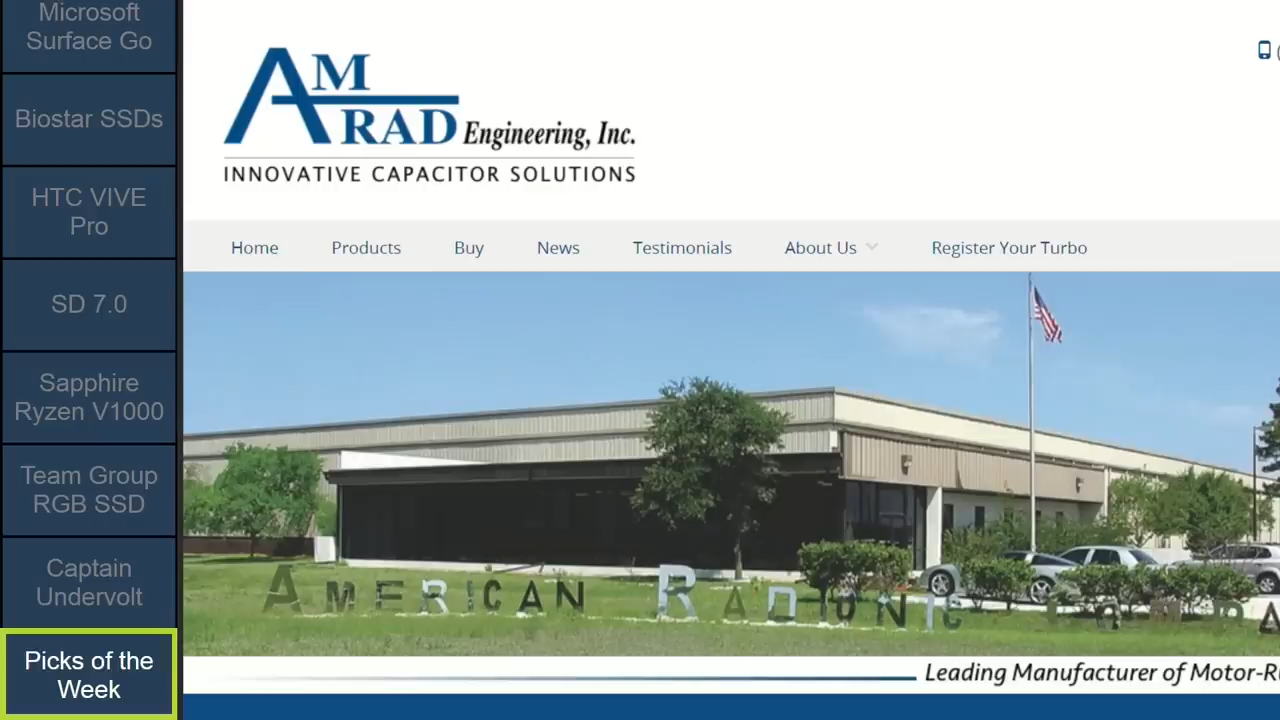 Microsoft
Surface Go
Biostar SSDs
HTC VIVE
Pro
SD 7.0
Sapphire
Ryzen V1000
Team Group
RGB SSD
Captain
Undervolt
Picks of the
Week
AM
RAD Engineering, Inc.
INNOVATIVE CAPACITOR SOLUTIONS
Home
Products
Buy
News
Testimonials
About Us
Register Your Turbo
AMERICAN RADIONIC
Leading Manufacturer of